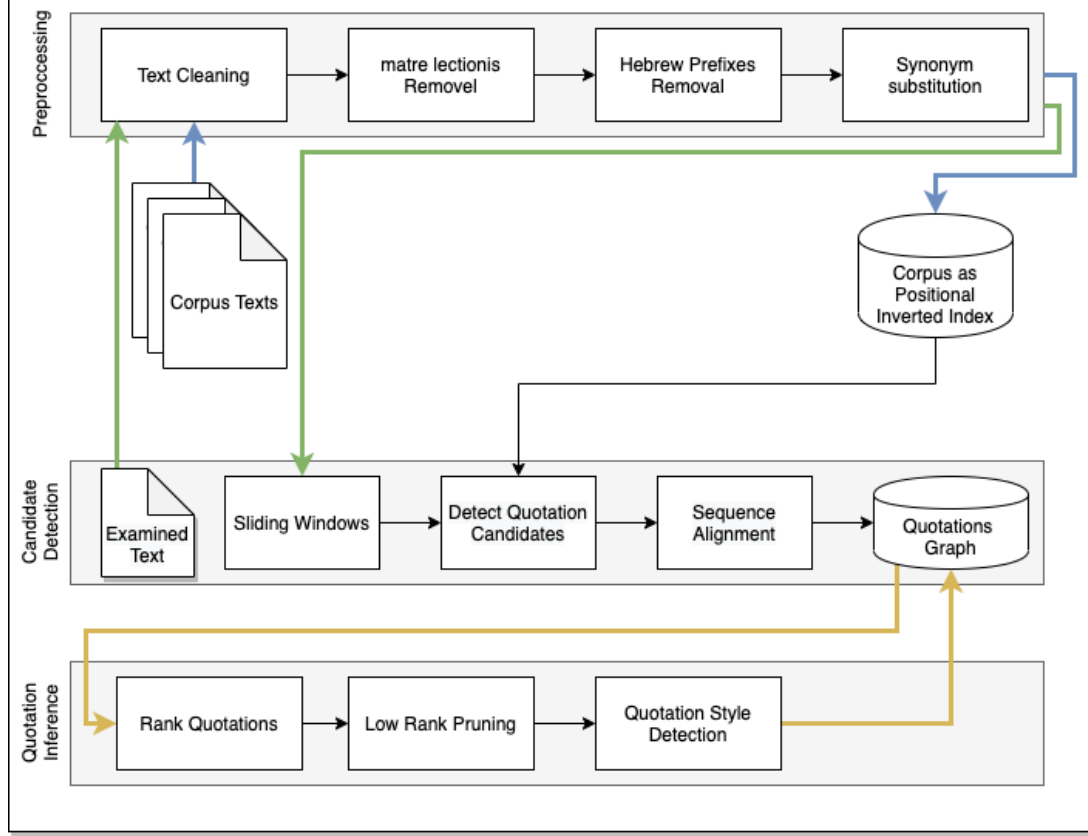 Preproccessing
Text Cleaning
matre lectionis
Removel
Hebrew Prefixes
Removal
Synonym
substitution
Corpus Texts
Corpus as
Positional
Inverted Index
Candidate
Detection
Examined
Text
Sliding Windows
Detect Quotation
Candidates
Sequence
Alignment
Quotations
Graph
Quotation
Inference
Rank Quotations
Low Rank Pruning
Quotation Style
Detection